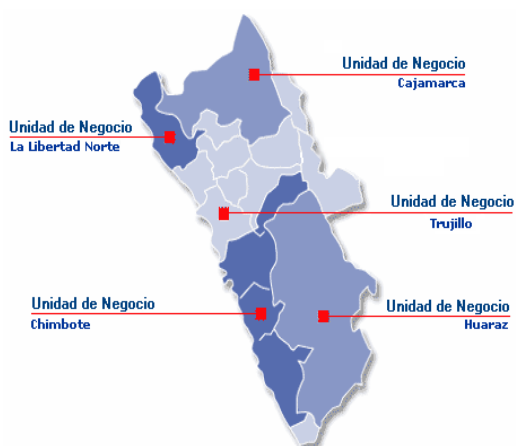 Unidad de Negocio
Cajamarca
Unidad de Negocio
La Libertad Norte
Unidad de Negocio
Trujillo
Unidad de Negocio
Chimbote
Unidad de Negocio
Huaraz